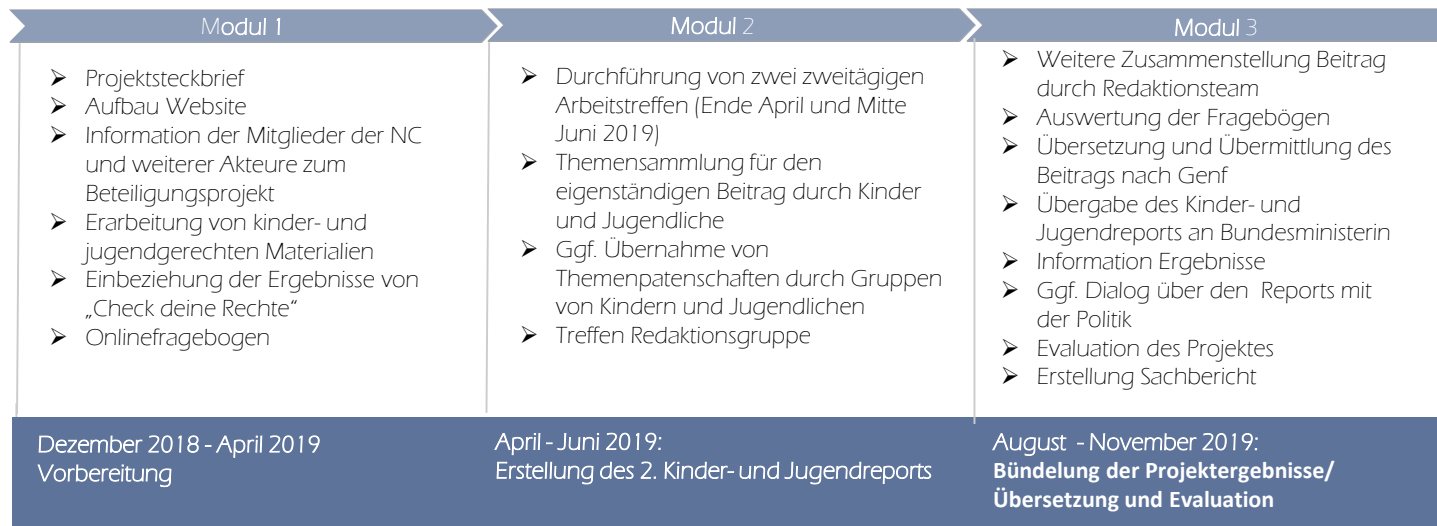 Modul 1
➢ Projektsteckbrief
➢ Aufbau Website
➢ Information der Mitglieder der NC
und weiterer Akteure zum
Beteiligungsprojekt
➢ Erarbeitung von kinder- und
jugendgerechten Materialien
➢ Einbeziehung der Ergebnisse von
„Check deine Rechte“
➢ Onlinefragebogen
Dezember 2018 - April 2019
Vorbereitung
Modul 2
➢ Durchführung von zwei zweitägigen
Arbeitstreffen (Ende April und Mitte
Juni 2019)
➢ Themensammlung für den
eigenständigen Beitrag durch Kinder
und Jugendliche
➢ Ggf. Übernahme von
Themenpatenschaften durch Gruppen
von Kindern und Jugendlichen
➢ Treffen Redaktionsgruppe
April - Juni 2019:
Erstellung des 2. Kinder- und Jugendreports
Modul 3
➢ Weitere Zusammenstellung Beitrag
durch Redaktionsteam
➢ Auswertung der Fragebögen
➢ Übersetzung und Übermittlung des
Beitrags nach Genf
➢ Übergabe des Kinder- und
Jugendreports an Bundesministerin
➢ Information Ergebnisse
➢ Ggf. Dialog über den Reports mit
der Politik
➢ Evaluation des Projektes
➢ Erstellung Sachbericht
August - November 2019:
Bündelung der Projektergebnisse/
Übersetzung und Evaluation